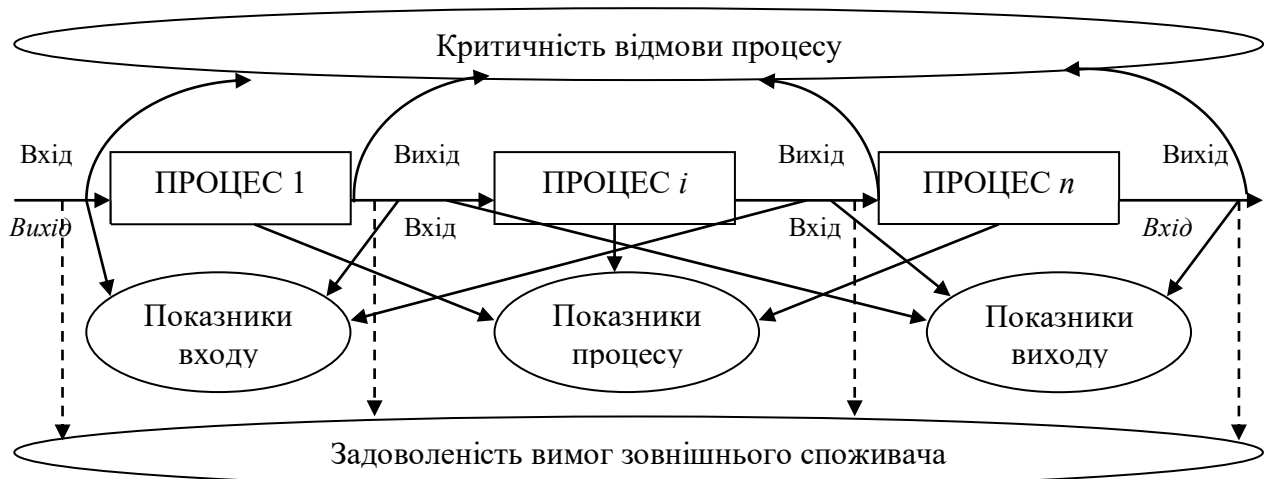 Критичність відмови процесу
Вхід
Вихід
Вихід
Вихід
ПРОЦЕС 1
ПРОЦЕС i
ПРОЦЕС n
Вихід
Вхід
Вхід
Вхід
Показники
входу
Показники
процесу
Показники
виходу
Задоволеність вимог зовнішнього споживача